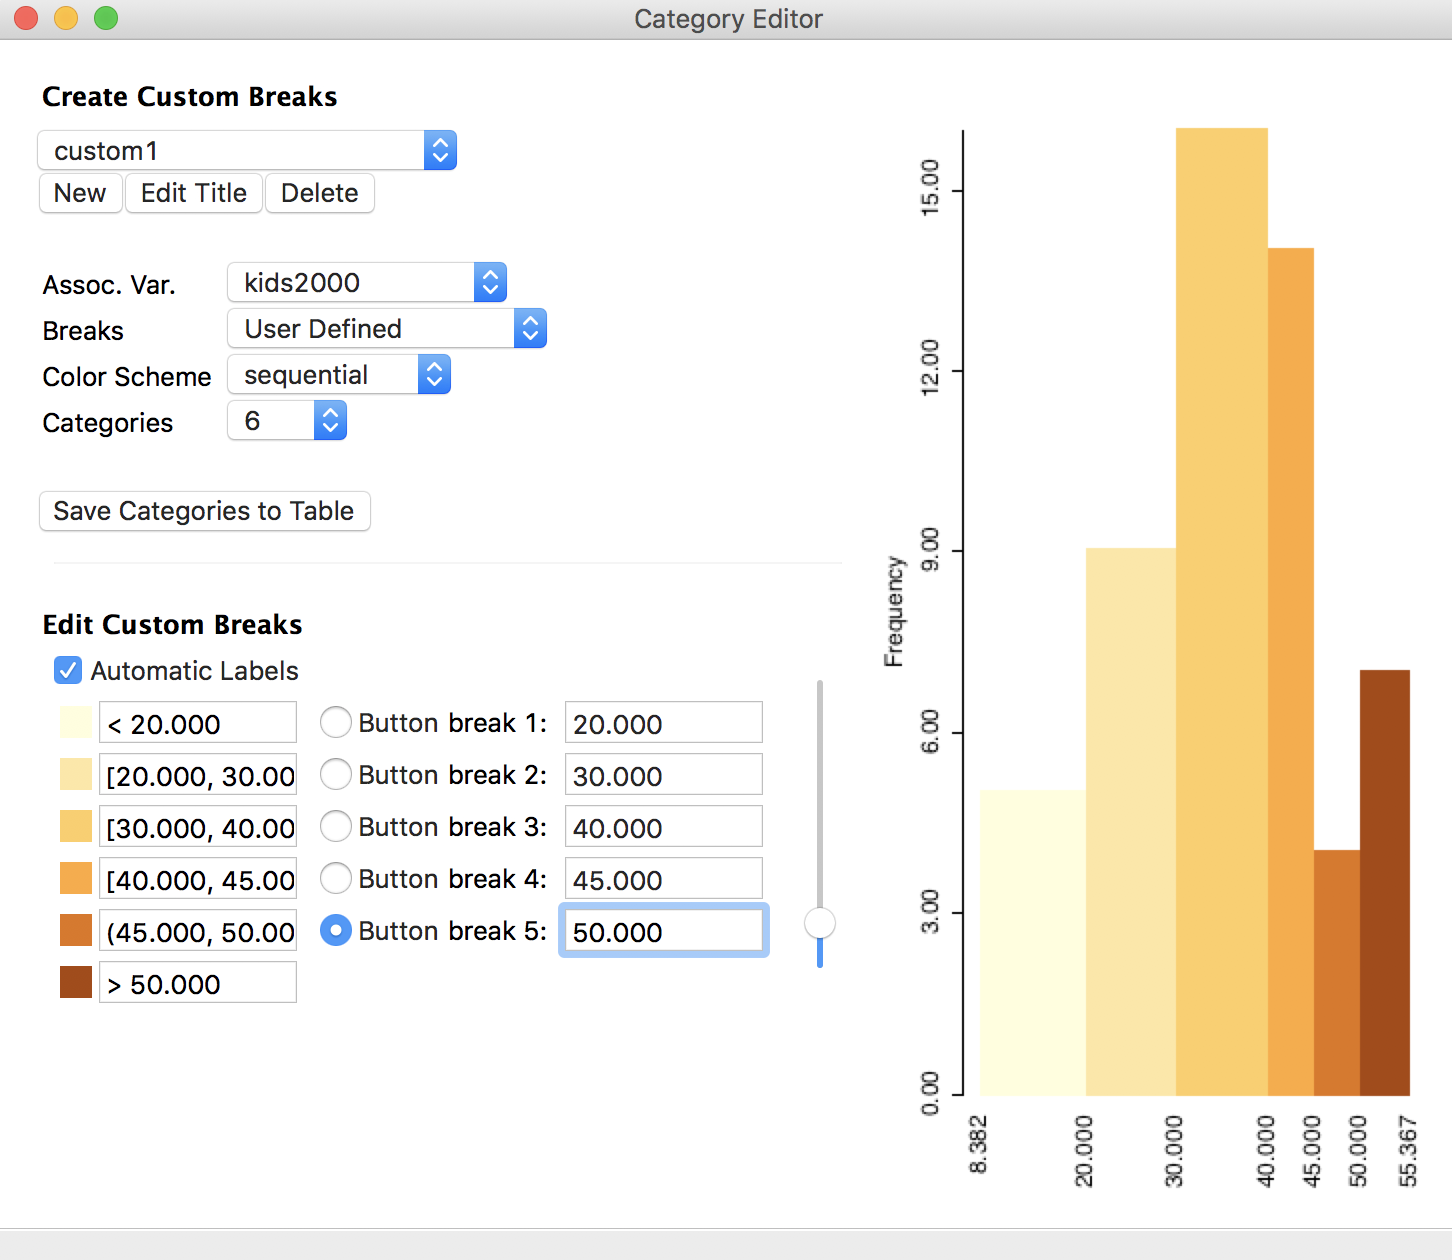 Category Editor
Create Custom Breaks
custom1
New Edit Title Delete
Assoc. Var. kids2000
Breaks User Defined
Color Scheme sequential
Categories 6
Save Categories to Table
Edit Custom Breaks
Automatic Labels
< 20.000 Button break 1: 20.000
[20.000, 30.00 Button break 2: 30.000
[30.000, 40.00 Button break 3: 40.000
[40.000, 45.00 Button break 4: 45.000
(45.000, 50.00 Button break 5: 50.000
> 50.000
Frequency
15.00
12.00
9.00
6.00
3.00
0.00
8.382 20.000 30.000 40.000 45.000 50.000 55.367